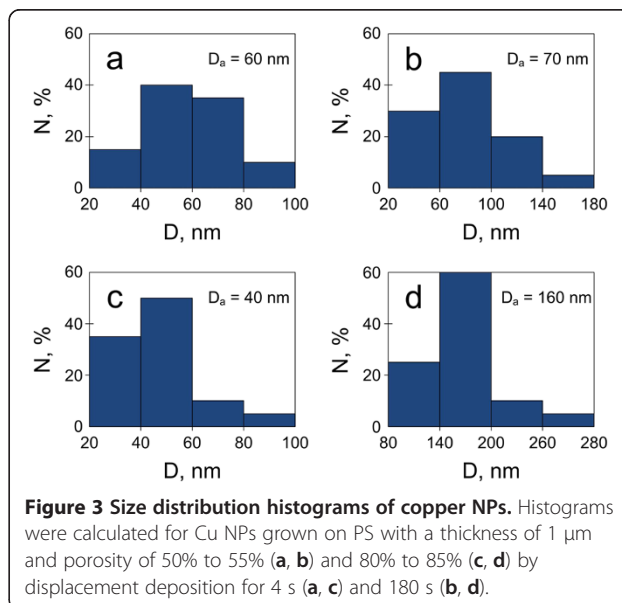 60
40
20
0
N, %
a
Dₐ = 60 nm
20 40 60 80 100
D, nm
60
40
20
0
N, %
b
Dₐ = 70 nm
20 60 100 140 180
D, nm
60
40
20
0
N, %
c
Dₐ = 40 nm
20 40 60 80 100
D, nm
60
40
20
0
N, %
d
Dₐ = 160 nm
80 140 200 260 280
D, nm
Figure 3 Size distribution histograms of copper NPs. Histograms
were calculated for Cu NPs grown on PS with a thickness of 1 μm
and porosity of 50% to 55% (a, b) and 80% to 85% (c, d) by
displacement deposition for 4 s (a, c) and 180 s (b, d).